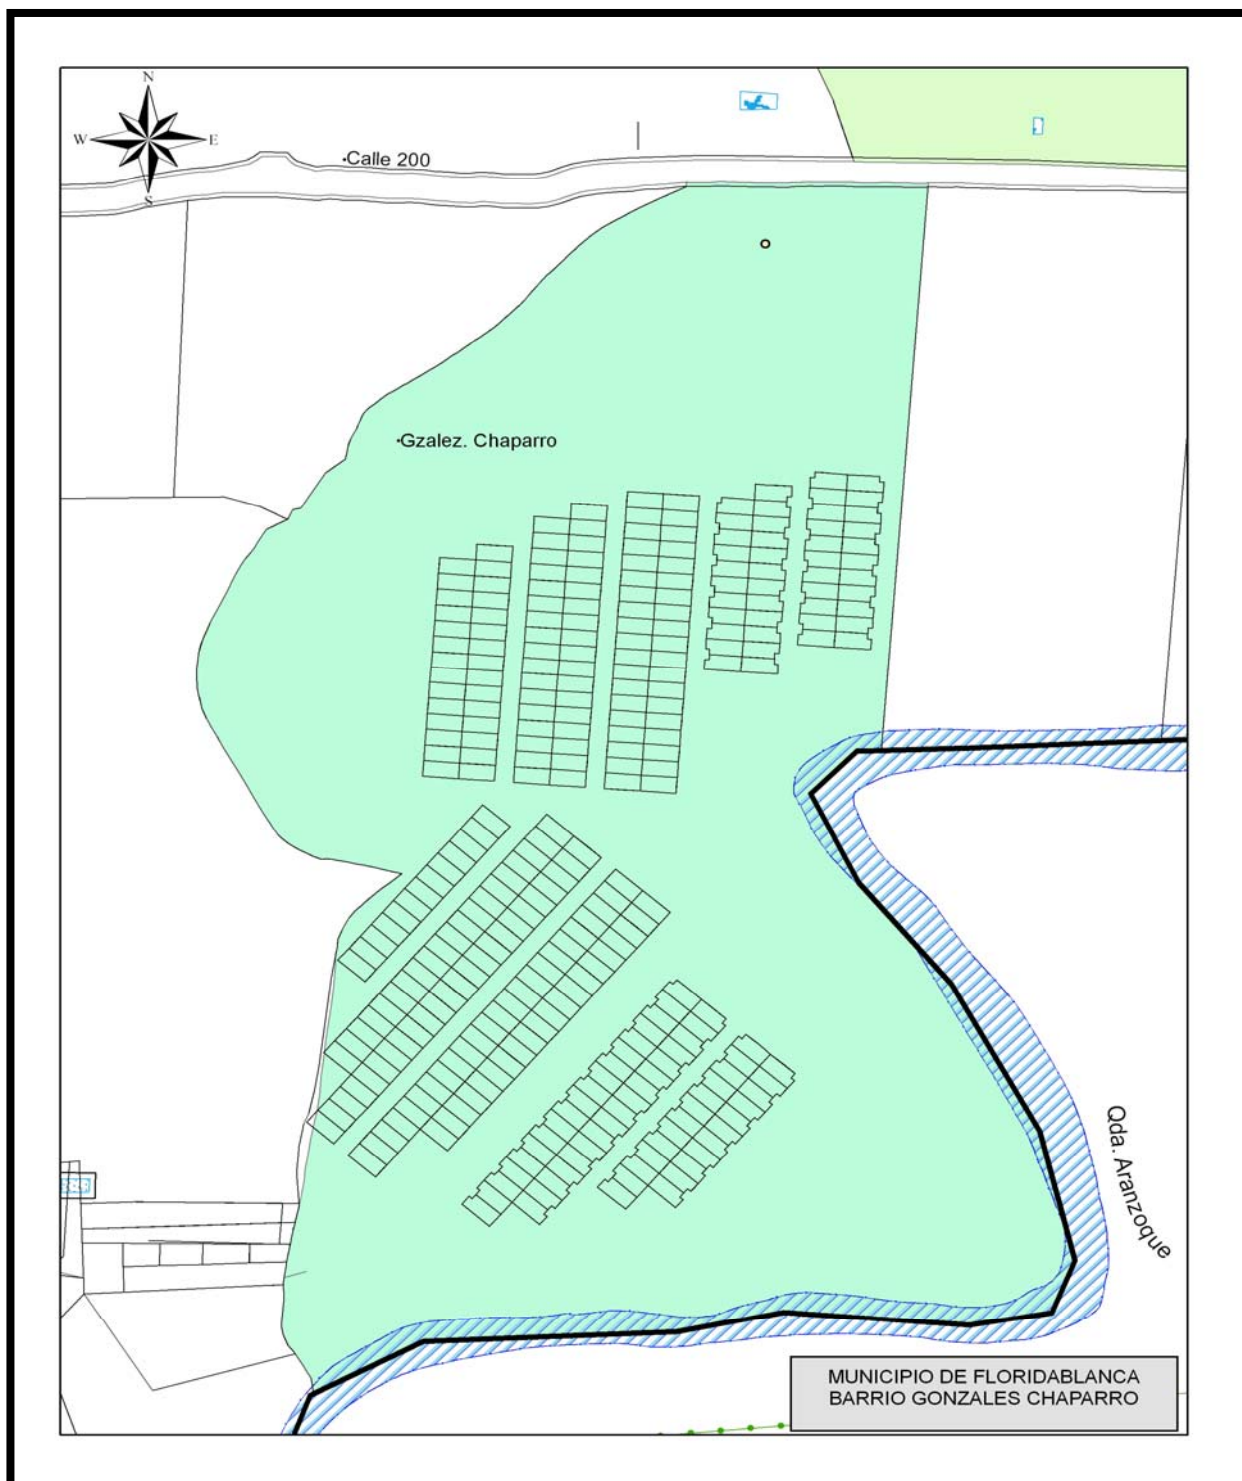 N
W E
S
Calle 200
Gzalez. Chaparro
Qda. Aranzoque
MUNICIPIO DE FLORIDABLANCA
BARRIO GONZALES CHAPARRO